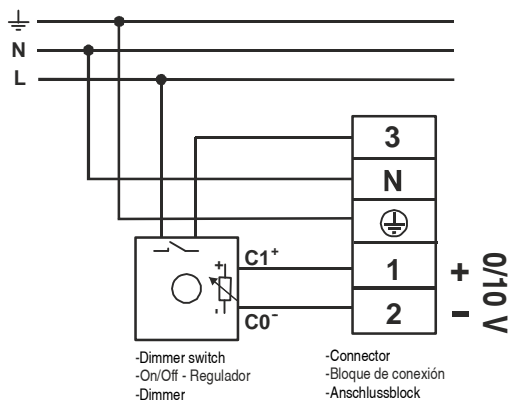 N
L
3
N
1
2
+
0/10 V
−
C1+
+
-
C0-
-Dimmer switch
-On/Off - Regulador
-Dimmer
-Connector
-Bloque de conexión
-Anschlussblock